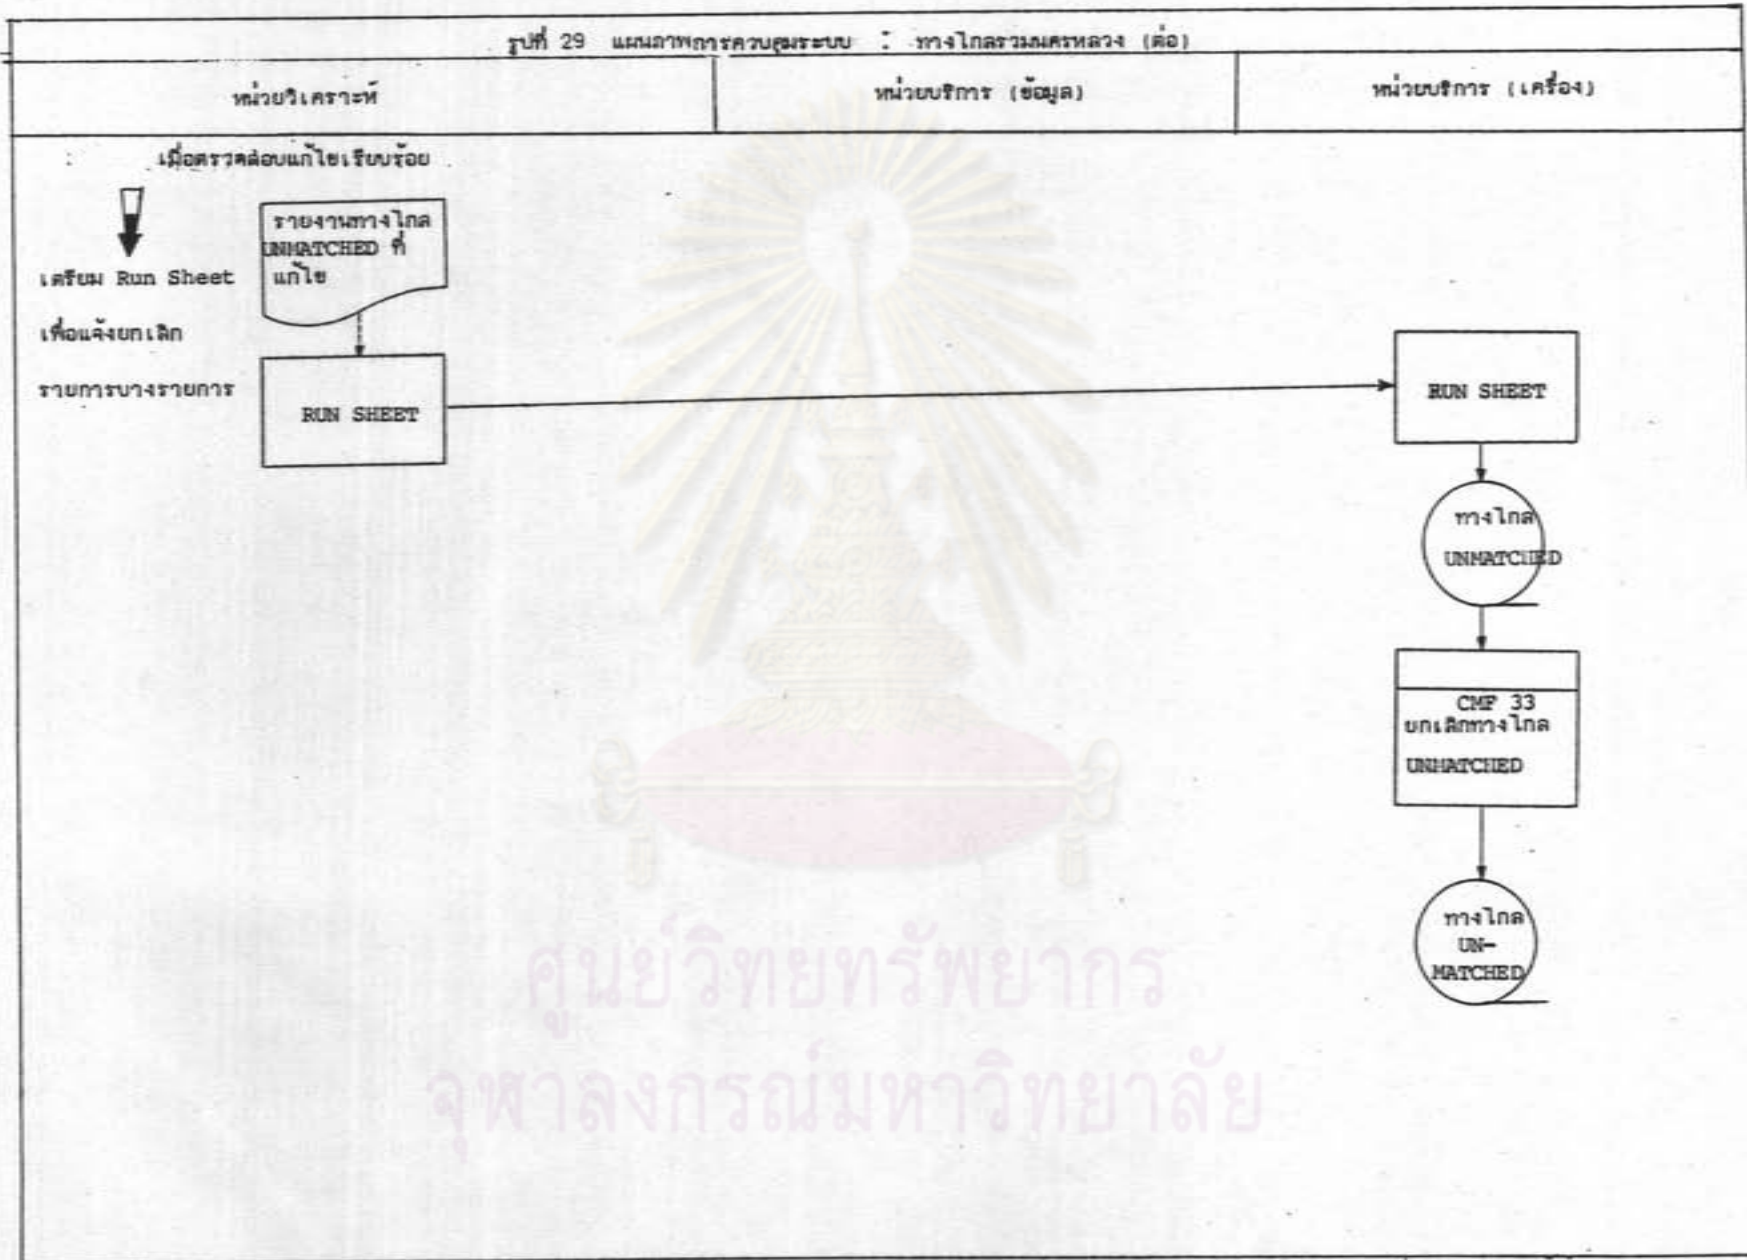 รูปที่ 29 แผนภาพการควบคุมระบบ : ทางไกลรวมนครหลวง (ต่อ)
หน่วยวิเคราะห์
หน่วยบริการ (ข้อมูล)
หน่วยบริการ (เครื่อง)
เมื่อตรวจสอบแก้ไขเรียบร้อย
รายงานทางไกล
UNMATCHED ที่
แก้ไข
เตรียม Run Sheet
เพื่อแจ้งยกเลิก
รายการบางรายการ
RUN SHEET
RUN SHEET
ทางไกล
UNMATCHED
CMF 33
ยกเลิกทางไกล
UNMATCHED
ทางไกล
UN-
MATCHED
ศูนย์วิทยทรัพยากร
จุฬาลงกรณ์มหาวิทยาลัย